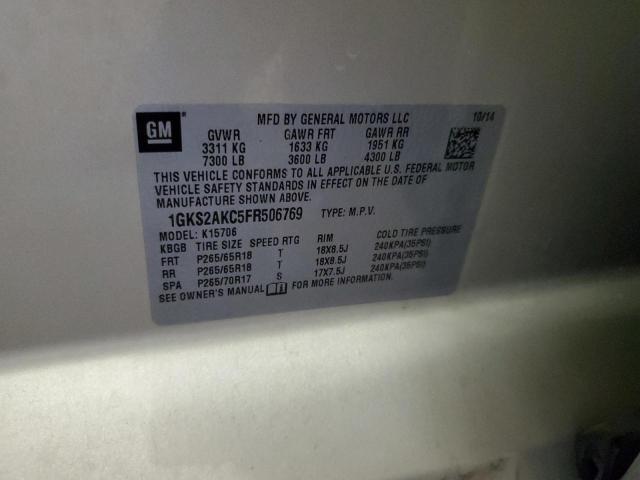 GM
MFD BY GENERAL MOTORS LLC 10/14
GVWR GAWR FRT GAWR RR
3311 KG 1633 KG 1951 KG
7300 LB 3600 LB 4300 LB
THIS VEHICLE CONFORMS TO ALL APPLICABLE U.S. FEDERAL MOTOR
VEHICLE SAFETY STANDARDS IN EFFECT ON THE DATE OF
MANUFACTURE SHOWN ABOVE.
1GKS2AKC5FR506769 TYPE: M.P.V.
MODEL: K15706
KBGB TIRE SIZE SPEED RTG RIM COLD TIRE PRESSURE
FRT P265/65R18 T 18X8.5J 240KPA(35PSI)
RR P265/65R18 T 18X8.5J 240KPA(35PSI)
SPA P265/70R17 S 17X7.5J 240KPA(35PSI)
SEE OWNER'S MANUAL FOR MORE INFORMATION.